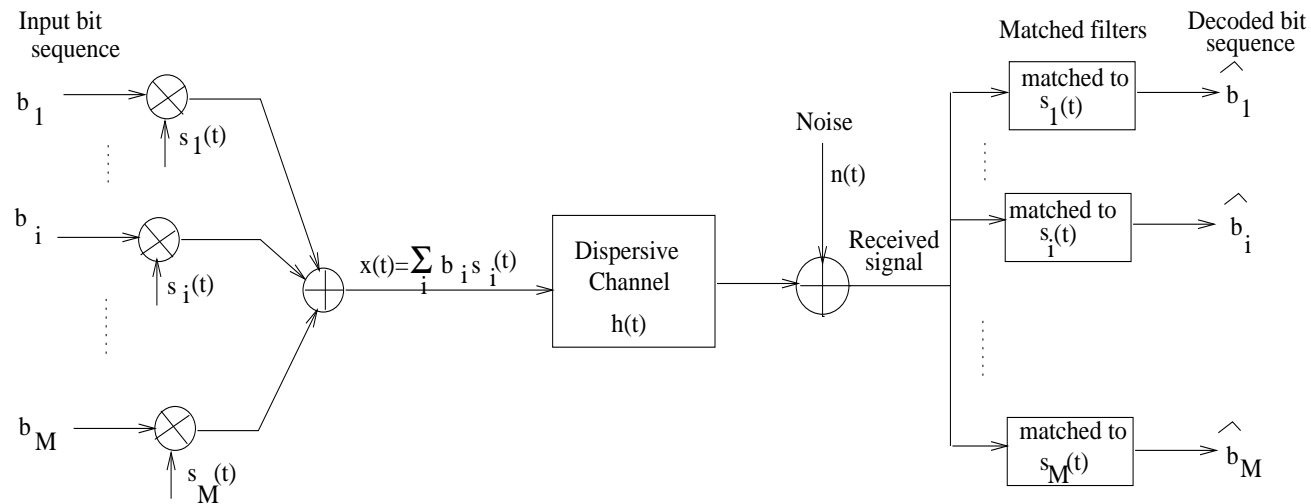 Input bit
sequence
b 1
s 1 (t)
b i
s i (t)
b M
s M (t)
x(t)=∑ i b i s i (t)
Dispersive
Channel
h(t)
Noise
n(t)
Received
signal
Matched filters
matched to
s 1 (t)
matched to
s i (t)
matched to
s M (t)
Decoded bit
sequence
b̂ 1
b̂ i
b̂ M